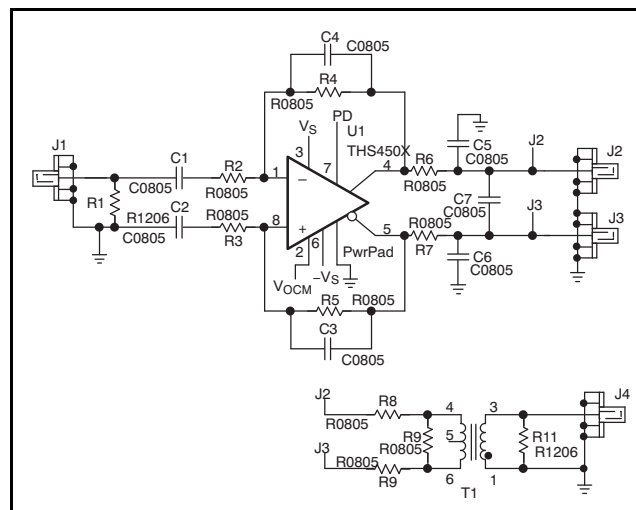 C4
C0805
R4
R0805
PD
U1
VS
THS450X
J1
C1
R2
3
7
4
R6
C5
C0805
J2
J2
C0805
R0805
1
−
R0805
C7
C0805
R1
R1206
C2
R0805
8
+
5
R0805
J3
J3
C0805
R3
2
6
PwrPad
R7
C6
C0805
VOCM
−VS
R5
R0805
C3
C0805
J2
R8
4
3
J4
R0805
5
R9
R0805
R11
R1206
J3
R0805
R9
6
1
T1